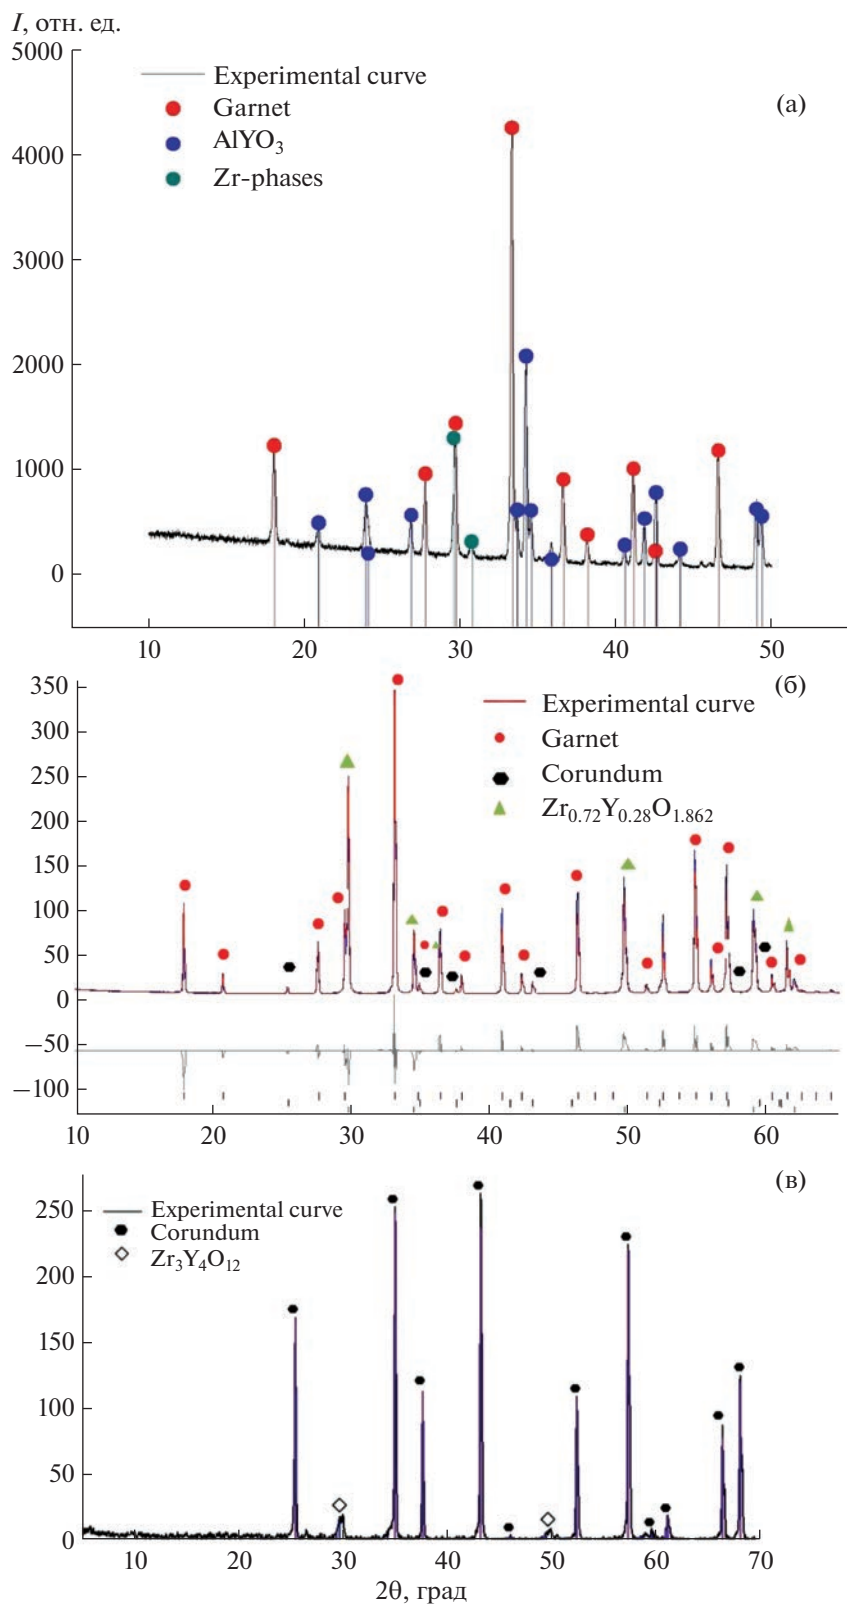 I, отн. ед.
5000
Experimental curve
(а)
Garnet
AlYO3
4000
Zr-phases
3000
2000
1000
0
10 20 30 40 50
350
(б)
Experimental curve
300
Garnet
250
Corundum
Zr0.72Y0.28O1.862
200
150
100
50
0
−50
−100
10 20 30 40 50 60
(в)
Experimental curve
250
Corundum
Zr3Y4O12
200
150
100
50
0
10 20 30 40 50 60 70
2θ, град